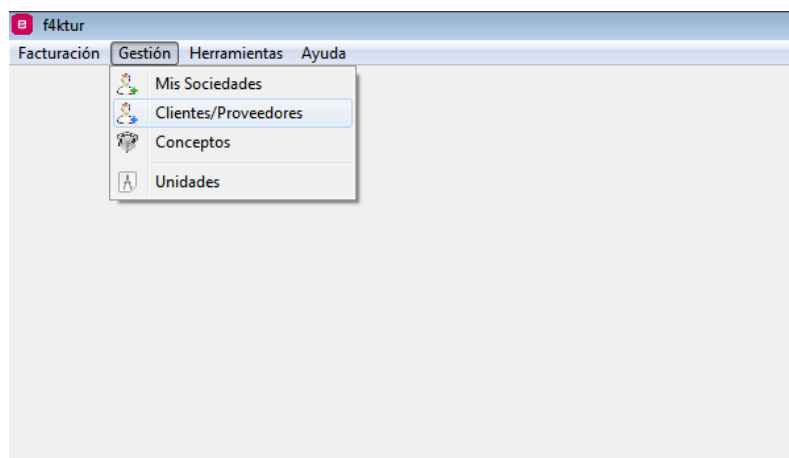 f4ktur
Facturación Gestión Herramientas Ayuda
Mis Sociedades
Clientes/Proveedores
Conceptos
Unidades